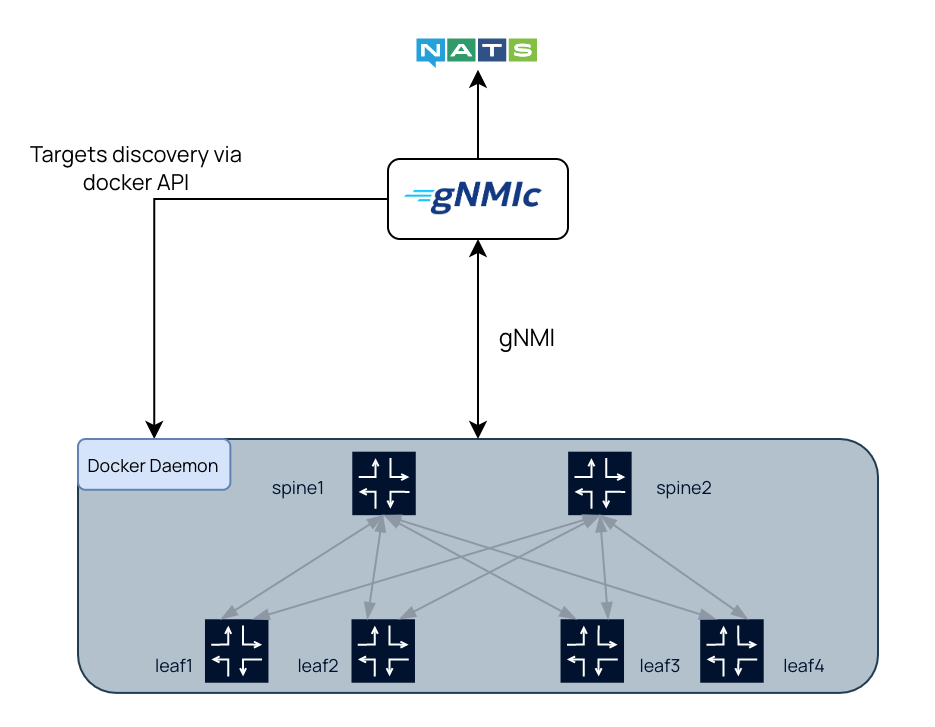 NATS
Targets discovery via
docker API
gNMIc
gNMI
Docker Daemon
spine1
spine2
leaf1
leaf2
leaf3
leaf4